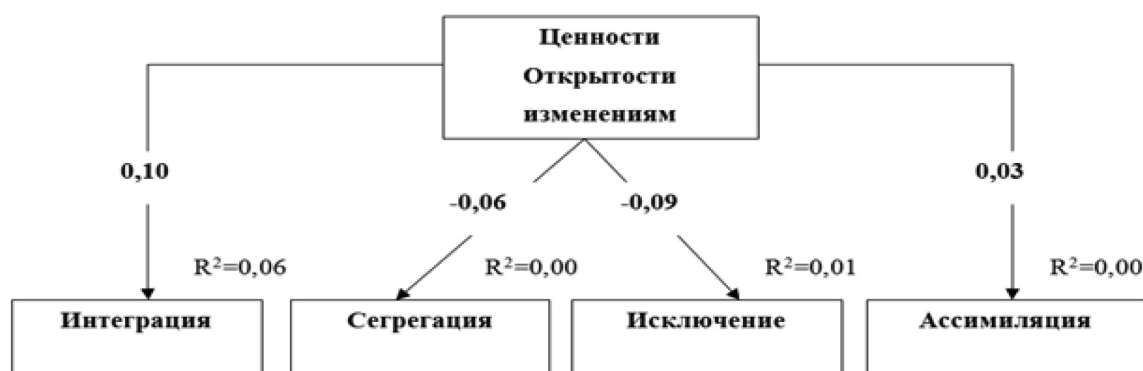 Ценности
Открытости
изменениям
0,10
-0,06
-0,09
0,03
R²=0,06
R²=0,00
R²=0,01
R²=0,00
Интеграция
Сегрегация
Исключение
Ассимиляция